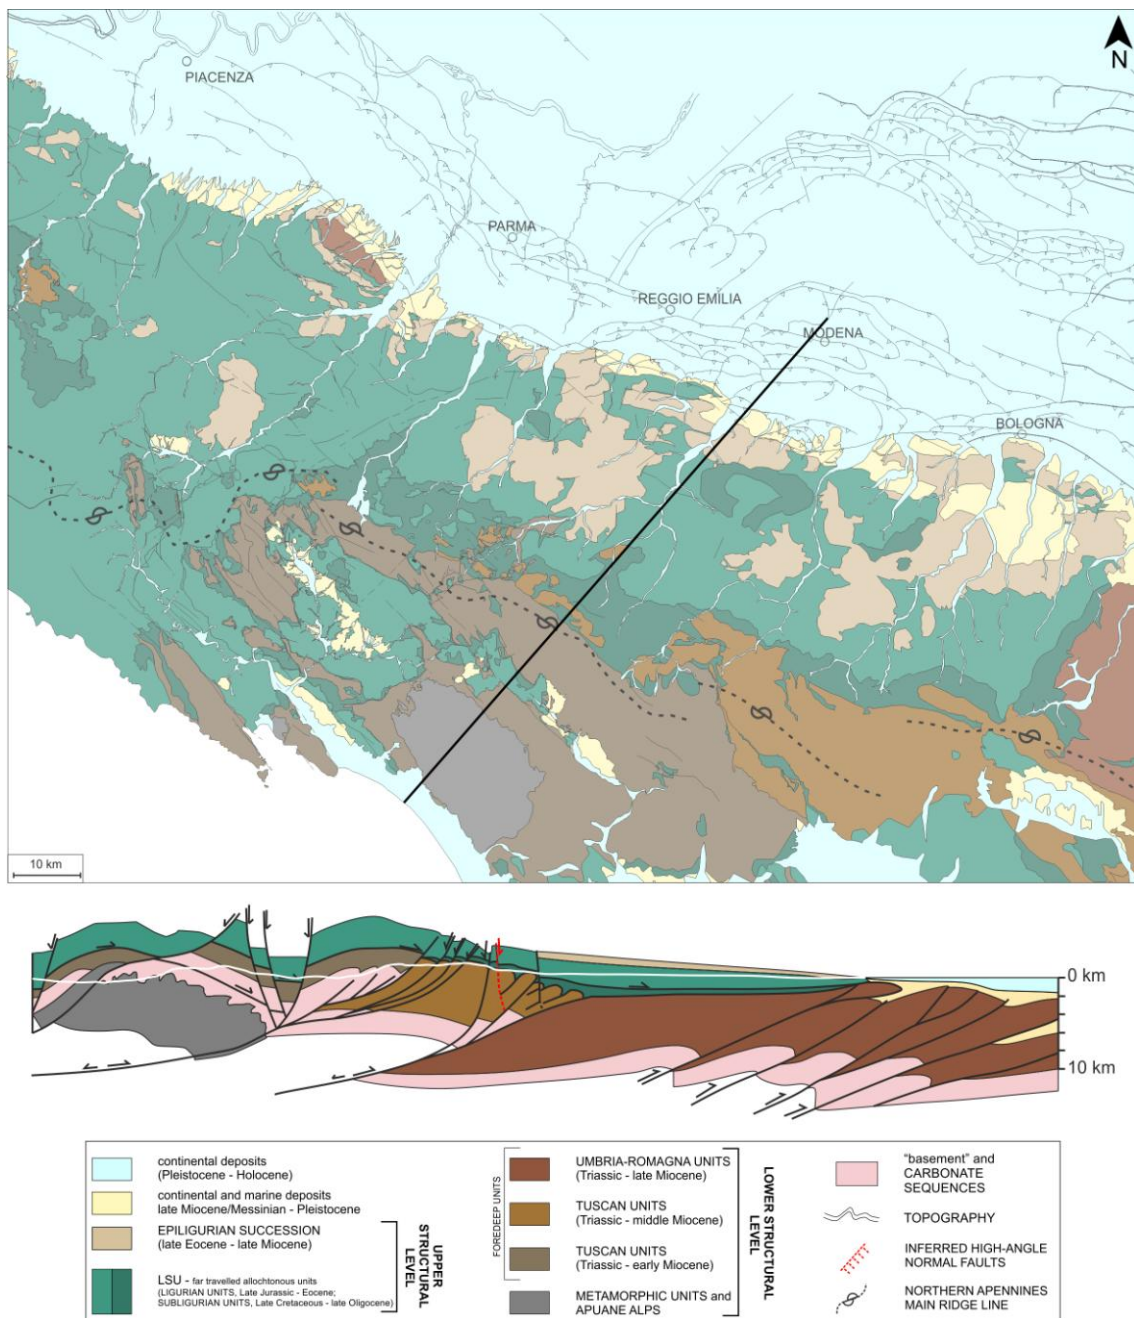 N
PIACENZA
PARMA
REGGIO EMILIA
MODENA
BOLOGNA
10 km
0 km
10 km
continental deposits
(Pleistocene - Holocene)
continental and marine deposits
late Miocene/Messinian - Pleistocene
EPILIGURIAN SUCCESSION
(late Eocene - late Miocene)
LSU - far travelled allochtonous units
(LIGURIAN UNITS, Late Jurassic - Eocene;
SUBLIGURIAN UNITS, Late Cretaceous - late Oligocene)
UPPER
STRUCTURAL
LEVEL
FOREDEEP UNITS
UMBRIA-ROMAGNA UNITS
(Triassic - late Miocene)
TUSCAN UNITS
(Triassic - middle Miocene)
TUSCAN UNITS
(Triassic - early Miocene)
METAMORPHIC UNITS and
APUANE ALPS
LOWER STRUCTURAL
LEVEL
"basement" and
CARBONATE
SEQUENCES
TOPOGRAPHY
INFERRED HIGH-ANGLE
NORMAL FAULTS
NORTHERN APENNINES
MAIN RIDGE LINE